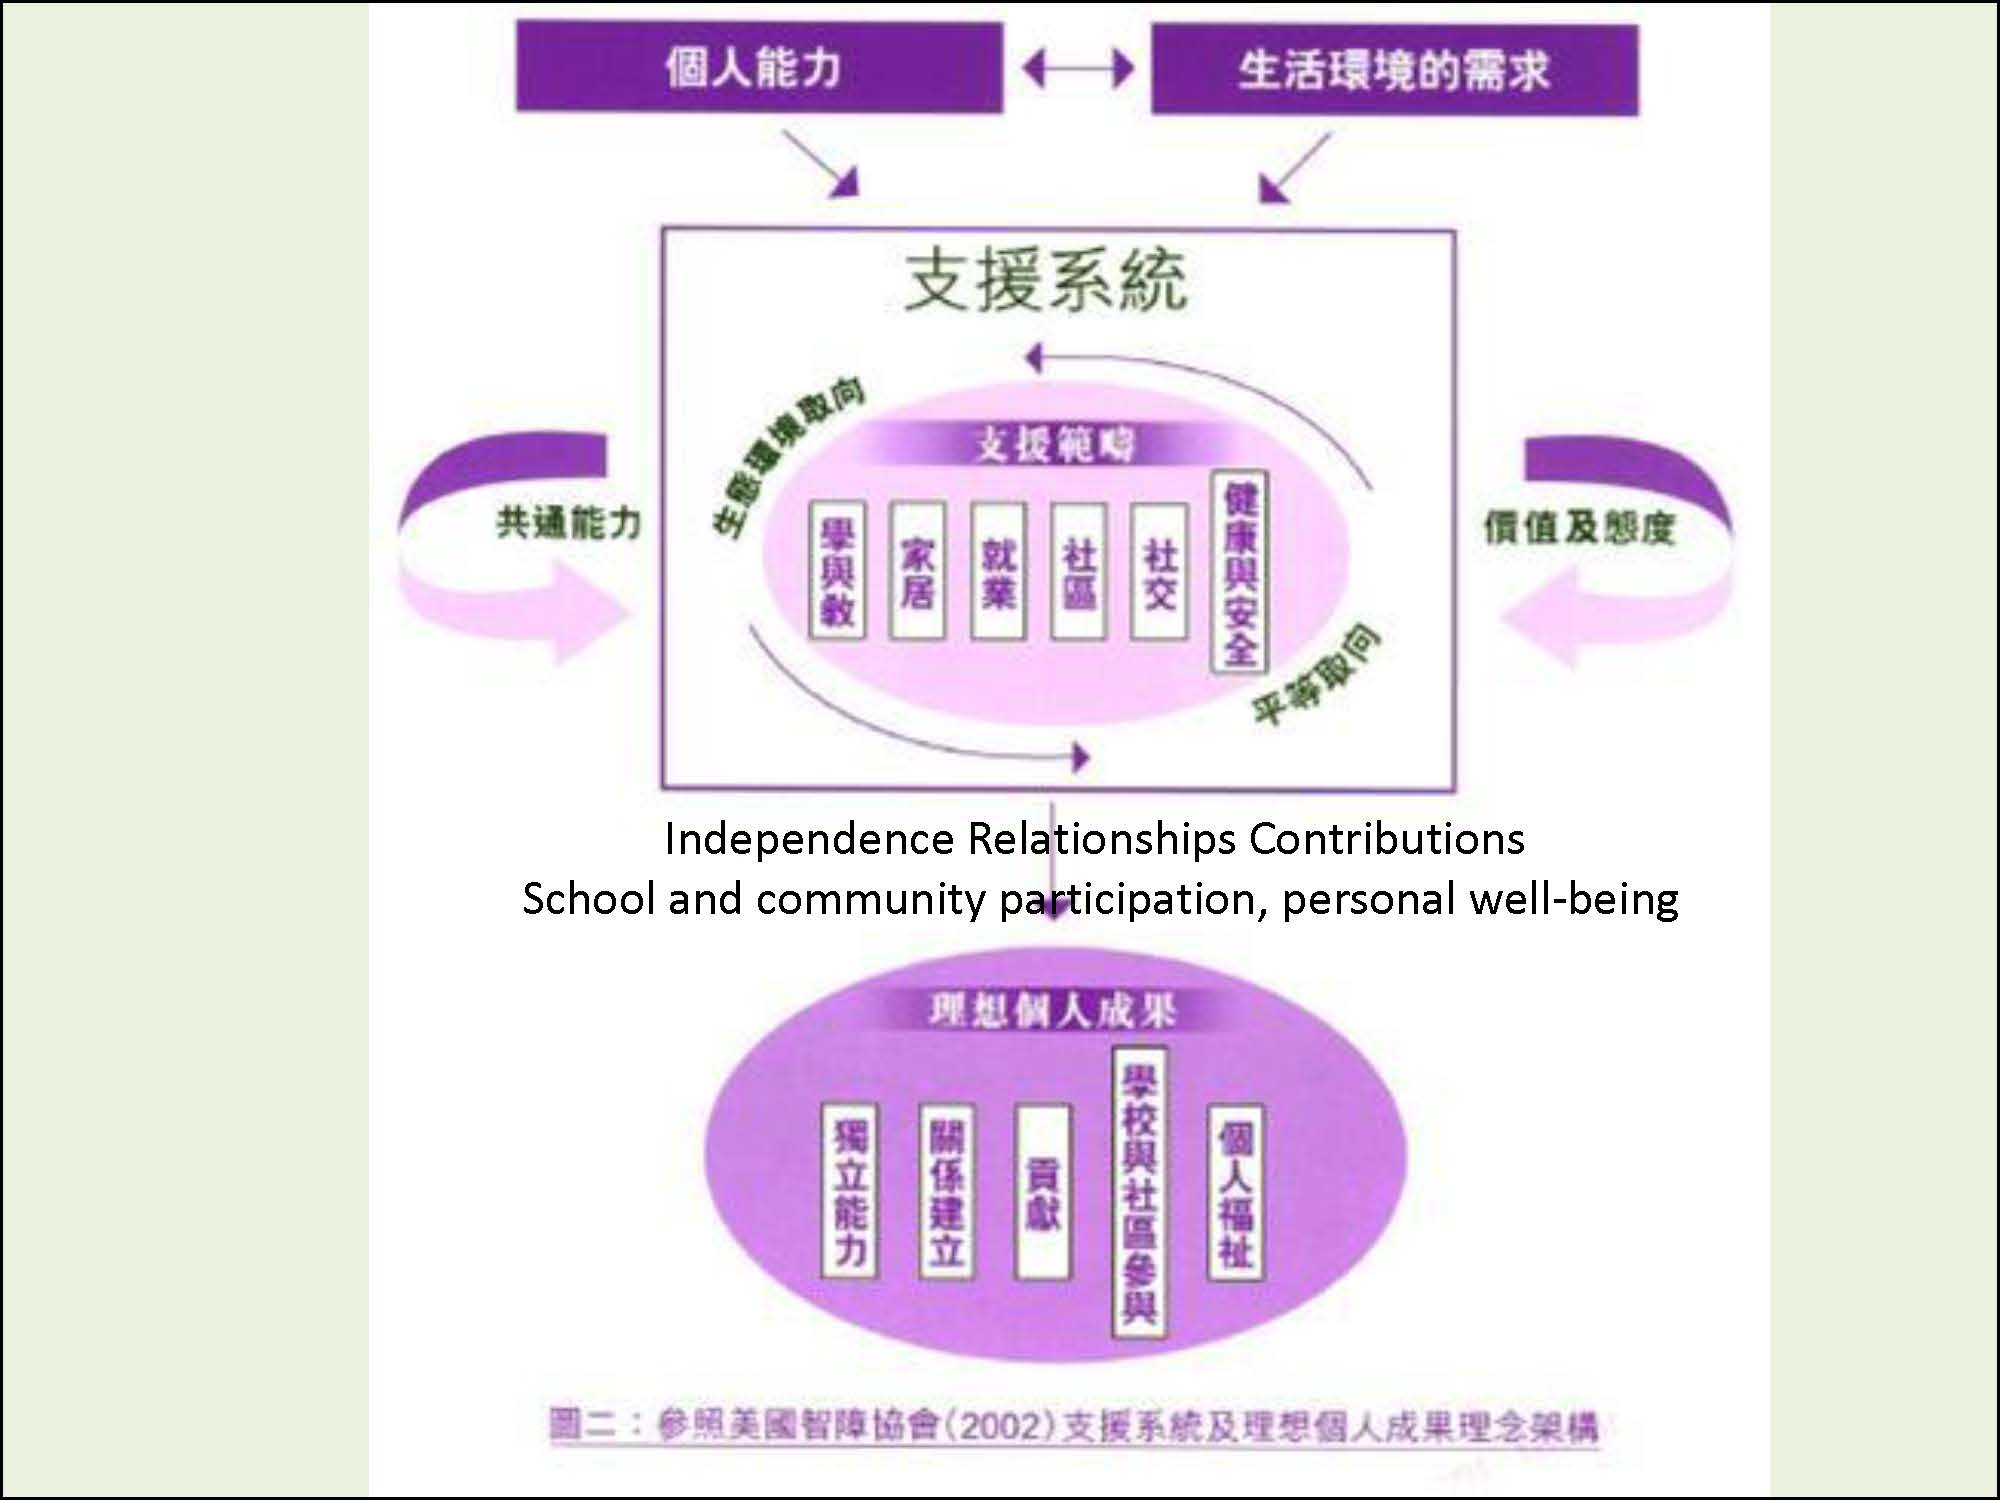 個人能力
生活環境的需求
支援系統
生態環境取向
支援範疇
學與教
家居
就業
社區
社交
健康與安全
平等取向
共通能力
價值及態度
Independence Relationships Contributions
School and community participation, personal well-being
理想個人成果
獨立能力
關係建立
貢獻
學校與社區參與
個人福祉
圖二：參照美國智障協會(2002)支援系統及理想個人成果理念架構